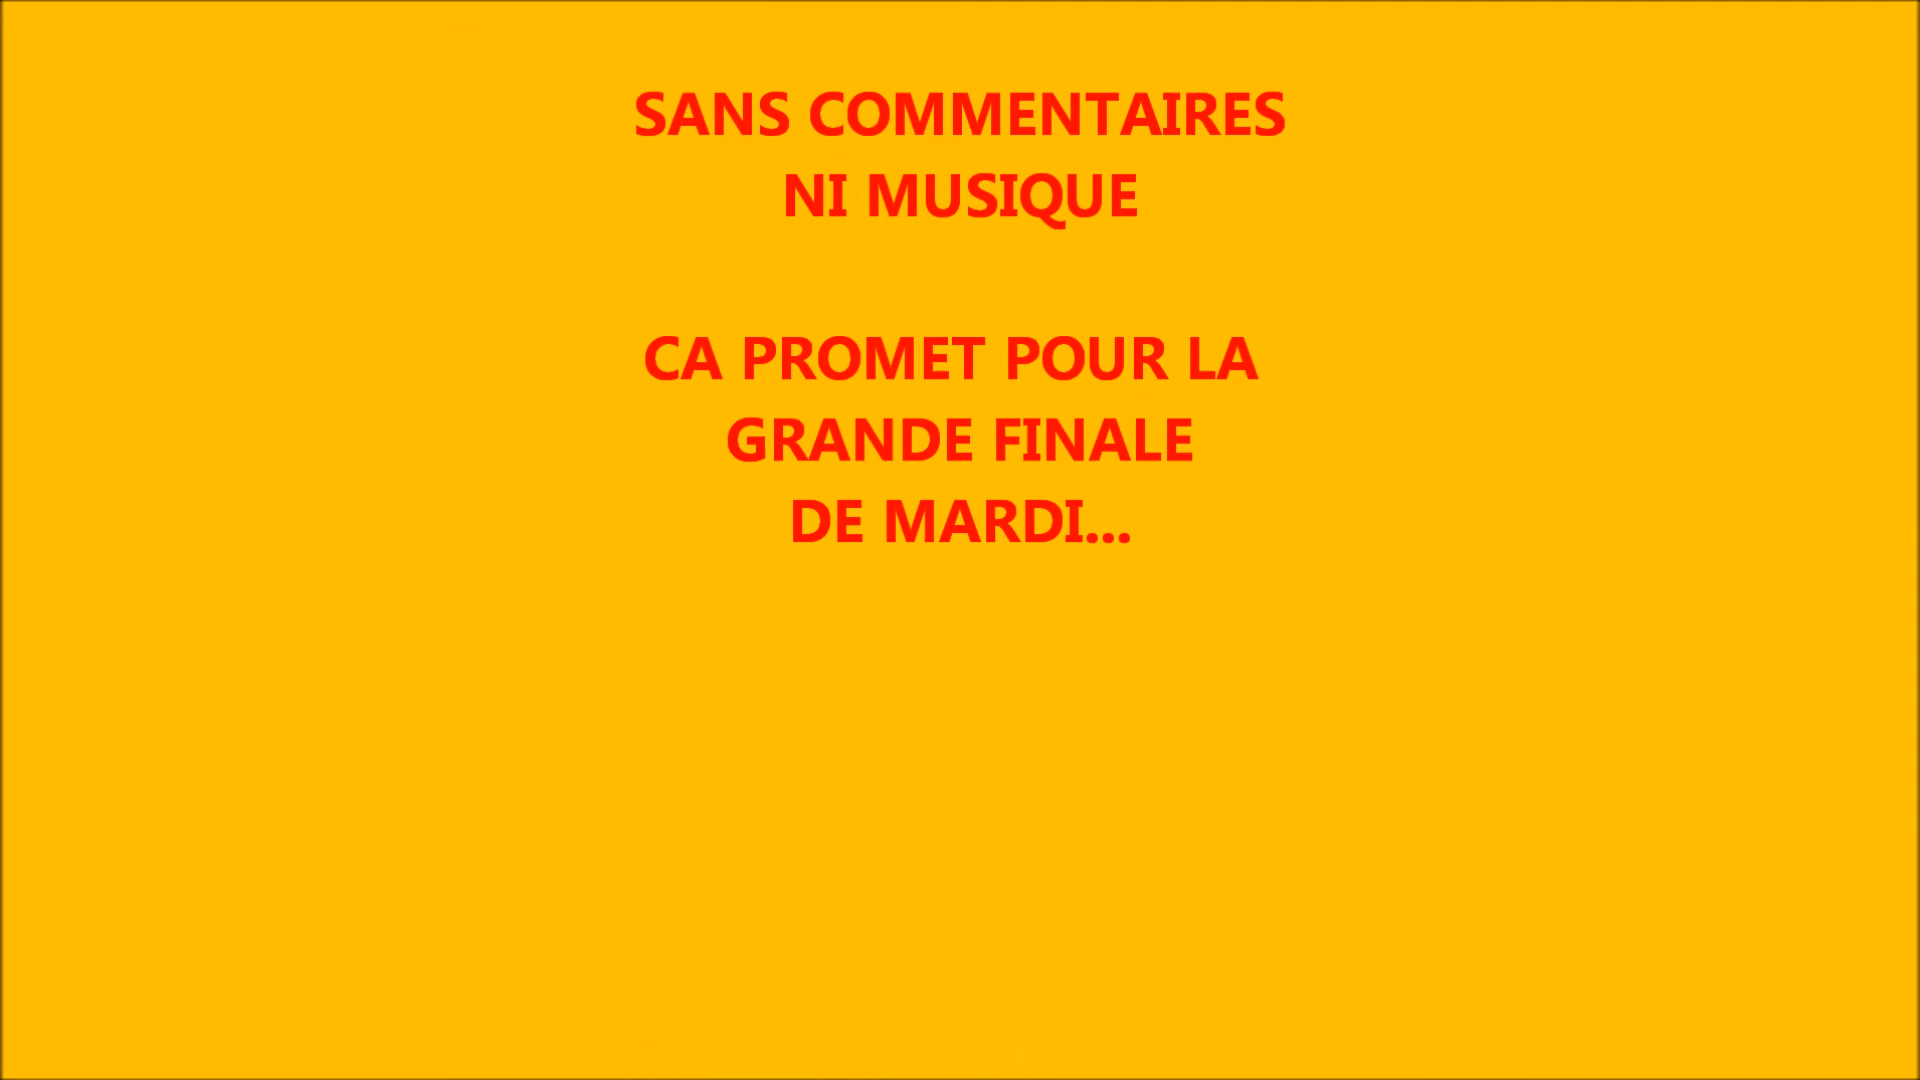 SANS COMMENTAIRES
NI MUSIQUE
CA PROMET POUR LA
GRANDE FINALE
DE MARDI...